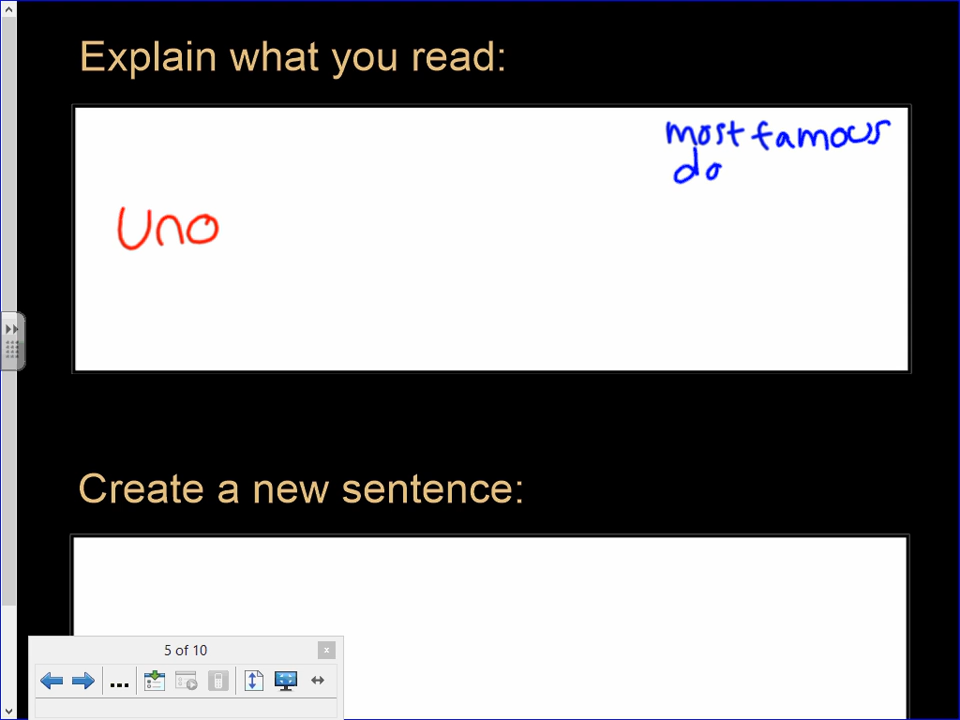 Explain what you read:
most famous
do
Uno
Create a new sentence:
5 of 10